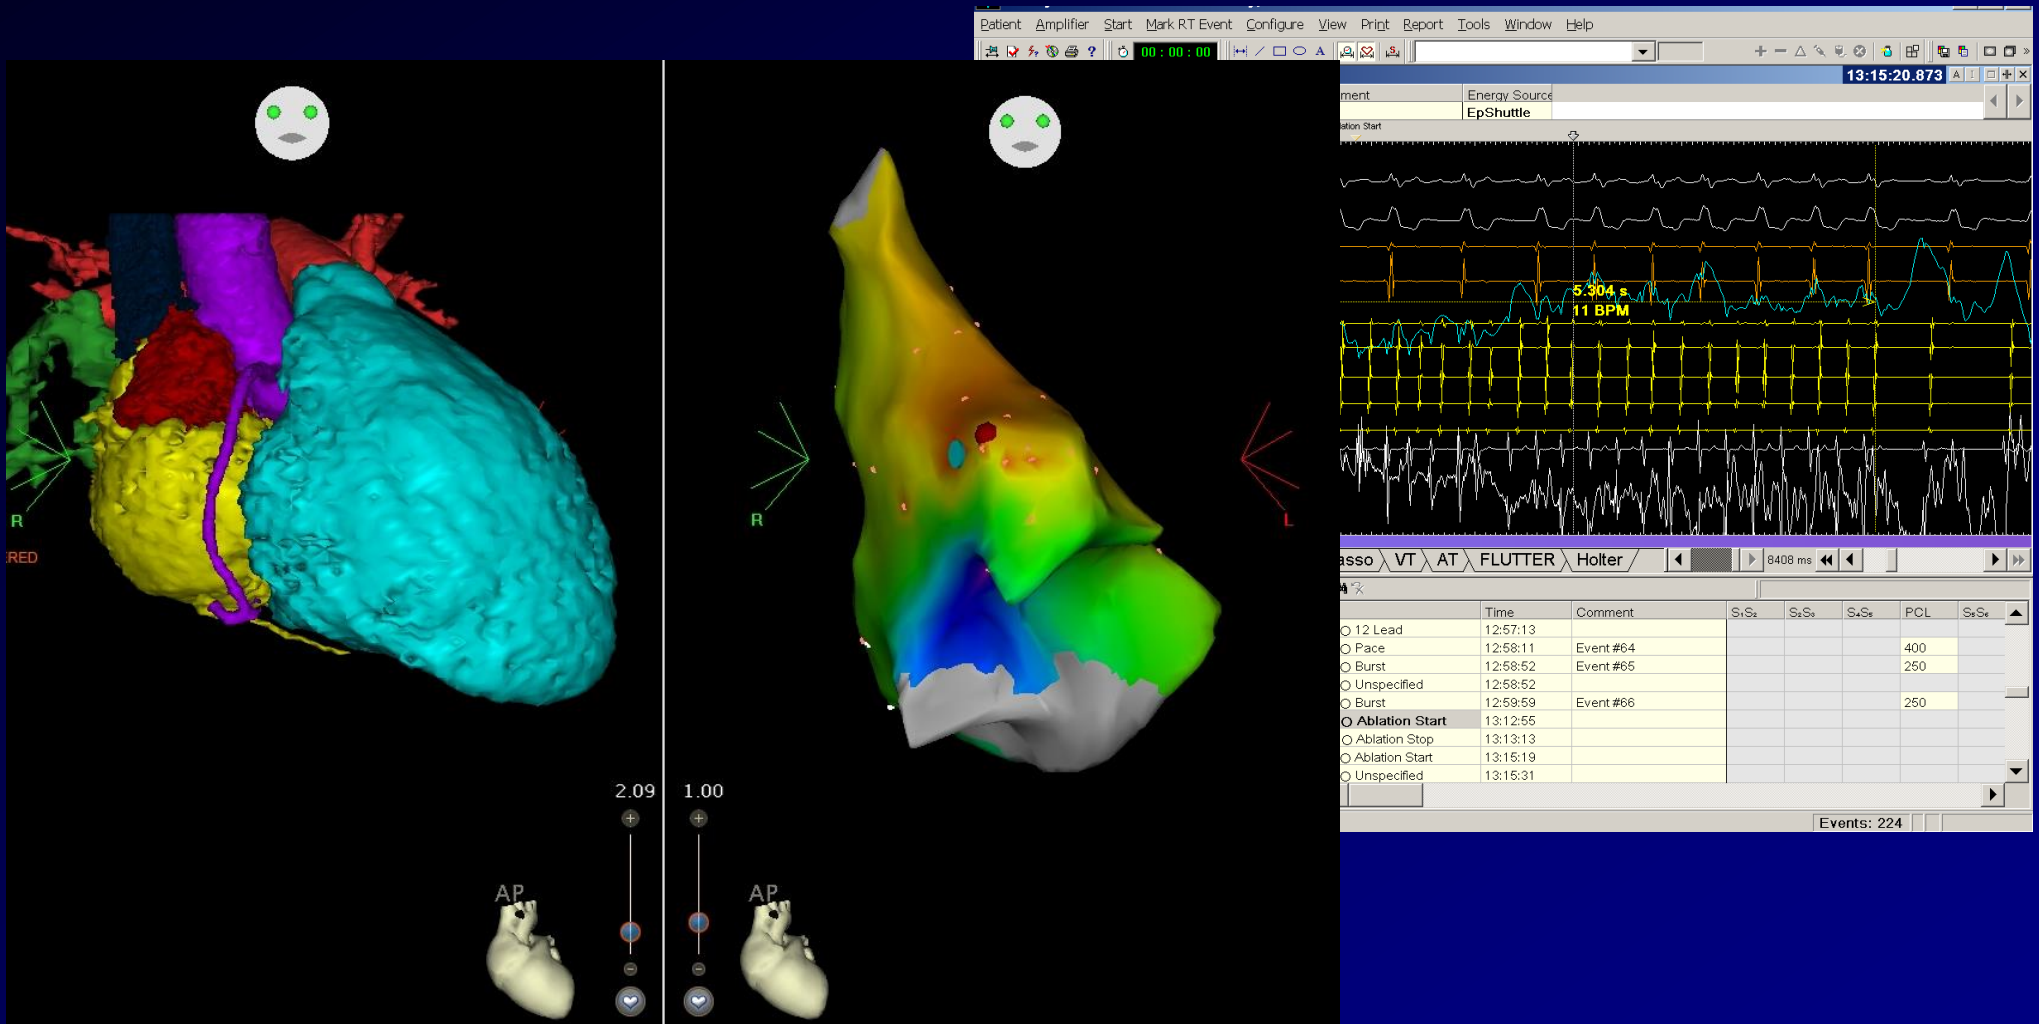 Patient Amplifier Start Mark RT Event Configure View Print Report Tools Window Help
00:00:00
13:15:20.873
ment Energy Source
EpShuttle
lation Start
5.304 s
11 BPM
R
R
L
RED
asso VT AT FLUTTER Holter 8408 ms
Time Comment S₁S₂ S₂S₃ S₄S₅ PCL S₅S₆
12 Lead 12:57:13
Pace 12:58:11 Event #64 400
Burst 12:58:52 Event #65 250
Unspecified 12:58:52
Burst 12:59:59 Event #66 250
Ablation Start 13:12:55
Ablation Stop 13:13:13
Ablation Start 13:15:19
Unspecified 13:15:31
Events: 224
2.09
1.00
AP
AP